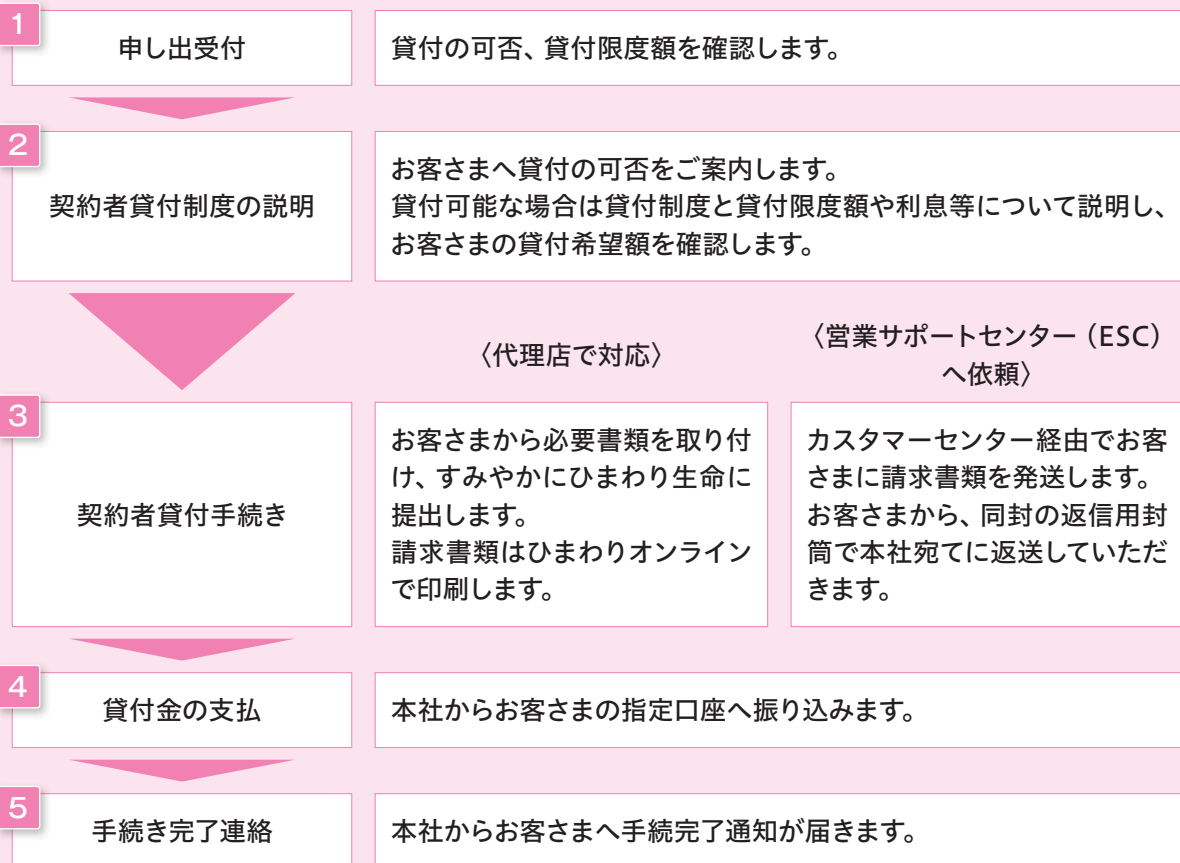 1
申し出受付
貸付の可否、貸付限度額を確認します。
2
契約者貸付制度の説明
お客さまへ貸付の可否をご案内します。
貸付可能な場合は貸付制度と貸付限度額や利息等について説明し、
お客さまの貸付希望額を確認します。
〈代理店で対応〉
〈営業サポートセンター（ESC）
へ依頼〉
3
契約者貸付手続き
お客さまから必要書類を取り付
け、すみやかにひまわり生命に
提出します。
請求書類はひまわりオンライン
で印刷します。
カスタマーセンター経由でお客
さまに請求書類を発送します。
お客さまから、同封の返信用封
筒で本社宛てに返送していただ
きます。
4
貸付金の支払
本社からお客さまの指定口座へ振り込みます。
5
手続き完了連絡
本社からお客さまへ手続完了通知が届きます。